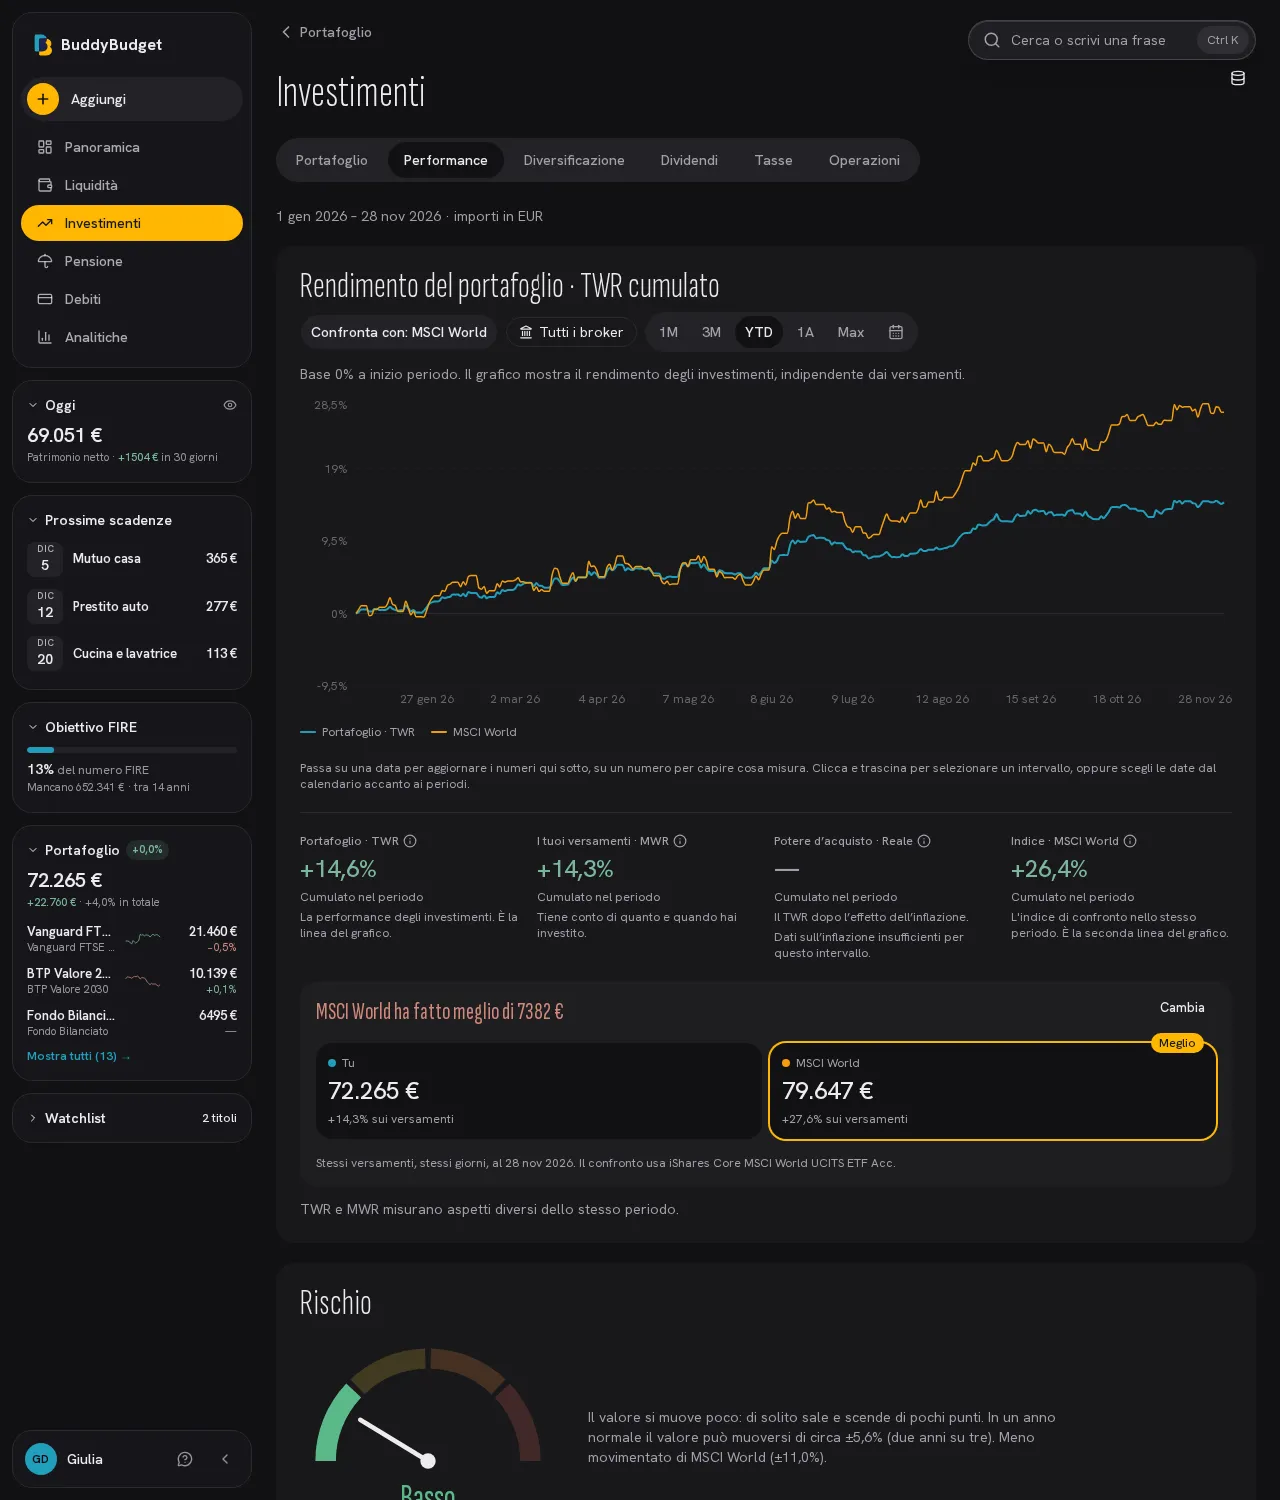 BuddyBudget
Aggiungi
Panoramica
Liquidità
Investimenti
Pensione
Debiti
Analitiche
Oggi
69.051 €
Patrimonio netto · +1504 € in 30 giorni
Prossime scadenze
DIC
5
Mutuo casa
365 €
DIC
12
Prestito auto
277 €
DIC
20
Cucina e lavatrice
113 €
Obiettivo FIRE
13% del numero FIRE
Mancano 652.341 € · tra 14 anni
Portafoglio
+0,0%
72.265 €
+22.760 € · +4,0% in totale
Vanguard FT...
21.460 €
Vanguard FTSE ...
−0,5%
BTP Valore 2...
10.139 €
BTP Valore 2030
+0,1%
Fondo Bilanci...
6495 €
Fondo Bilanciato
—
Mostra tutti (13) →
Watchlist
2 titoli
GD
Giulia
Portafoglio
Cerca o scrivi una frase
Ctrl K
Investimenti
Portafoglio
Performance
Diversificazione
Dividendi
Tasse
Operazioni
1 gen 2026 – 28 nov 2026 · importi in EUR
Rendimento del portafoglio · TWR cumulato
Confronta con: MSCI World
Tutti i broker
1M
3M
YTD
1A
Max
Base 0% a inizio periodo. Il grafico mostra il rendimento degli investimenti, indipendente dai versamenti.
28,5%
19%
9,5%
0%
-9,5%
27 gen 26
2 mar 26
4 apr 26
7 mag 26
8 giu 26
9 lug 26
12 ago 26
15 set 26
18 ott 26
28 nov 26
Portafoglio · TWR
MSCI World
Passa su una data per aggiornare i numeri qui sotto, su un numero per capire cosa misura. Clicca e trascina per selezionare un intervallo, oppure scegli le date dal
calendario accanto ai periodi.
Portafoglio · TWR
+14,6%
Cumulato nel periodo
La performance degli investimenti. È la
linea del grafico.
I tuoi versamenti · MWR
+14,3%
Cumulato nel periodo
Tiene conto di quanto e quando hai
investito.
Potere d’acquisto · Reale
—
Cumulato nel periodo
Il TWR dopo l’effetto dell’inflazione.
Dati sull’inflazione insufficienti per
questo intervallo.
Indice · MSCI World
+26,4%
Cumulato nel periodo
L'indice di confronto nello stesso
periodo. È la seconda linea del grafico.
MSCI World ha fatto meglio di 7382 €
Cambia
Tu
72.265 €
+14,3% sui versamenti
Meglio
MSCI World
79.647 €
+27,6% sui versamenti
Stessi versamenti, stessi giorni, al 28 nov 2026. Il confronto usa iShares Core MSCI World UCITS ETF Acc.
TWR e MWR misurano aspetti diversi dello stesso periodo.
Rischio
Il valore si muove poco: di solito sale e scende di pochi punti. In un anno
normale il valore può muoversi di circa ±5,6% (due anni su tre). Meno
movimentato di MSCI World (±11,0%).
Basso